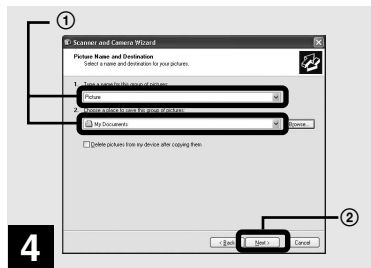 ①
Scanner and Camera Wizard
Picture Name and Destination
Select a name and destination for your pictures.
1. Type a name for this group of pictures:
Picture
2. Choose a place to save this group of pictures:
My Documents
Browse...
Delete pictures from my device after copying them
②
4
< Back
Next >
Cancel